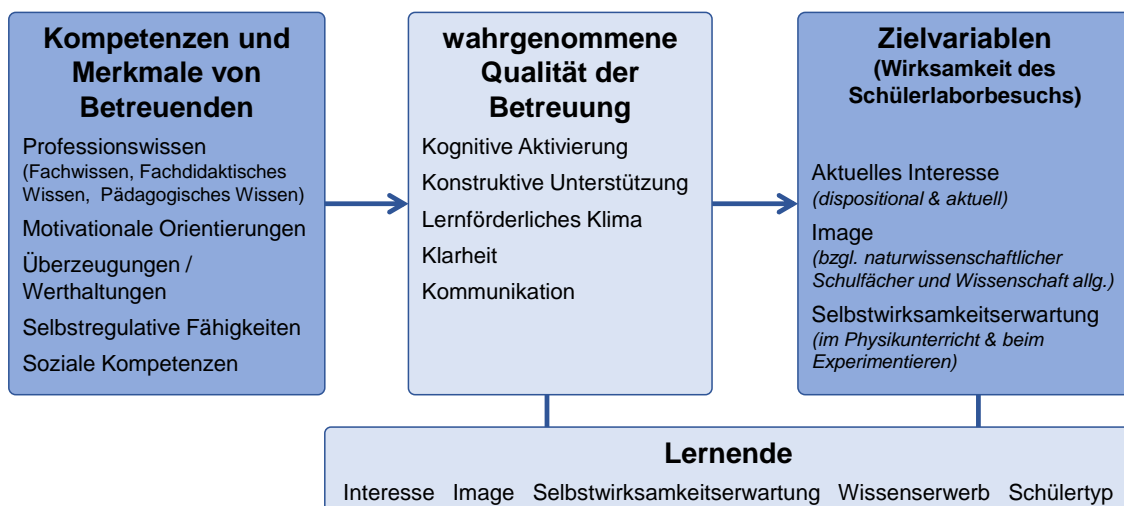 Kompetenzen und
Merkmale von
Betreuenden
Professionswissen
(Fachwissen, Fachdidaktisches
Wissen, Pädagogisches Wissen)
Motivationale Orientierungen
Überzeugungen /
Werthaltungen
Selbstregulative Fähigkeiten
Soziale Kompetenzen
wahrgenommene
Qualität der
Betreuung
Kognitive Aktivierung
Konstruktive Unterstützung
Lernförderliches Klima
Klarheit
Kommunikation
Zielvariablen
(Wirksamkeit des
Schülerlaborbesuchs)
Aktuelles Interesse
(dispositional & aktuell)
Image
(bzgl. naturwissenschaftlicher
Schulfächer und Wissenschaft allg.)
Selbstwirksamkeitserwartung
(im Physikunterricht & beim
Experimentieren)
Lernende
Interesse Image Selbstwirksamkeitserwartung Wissenserwerb Schülertyp